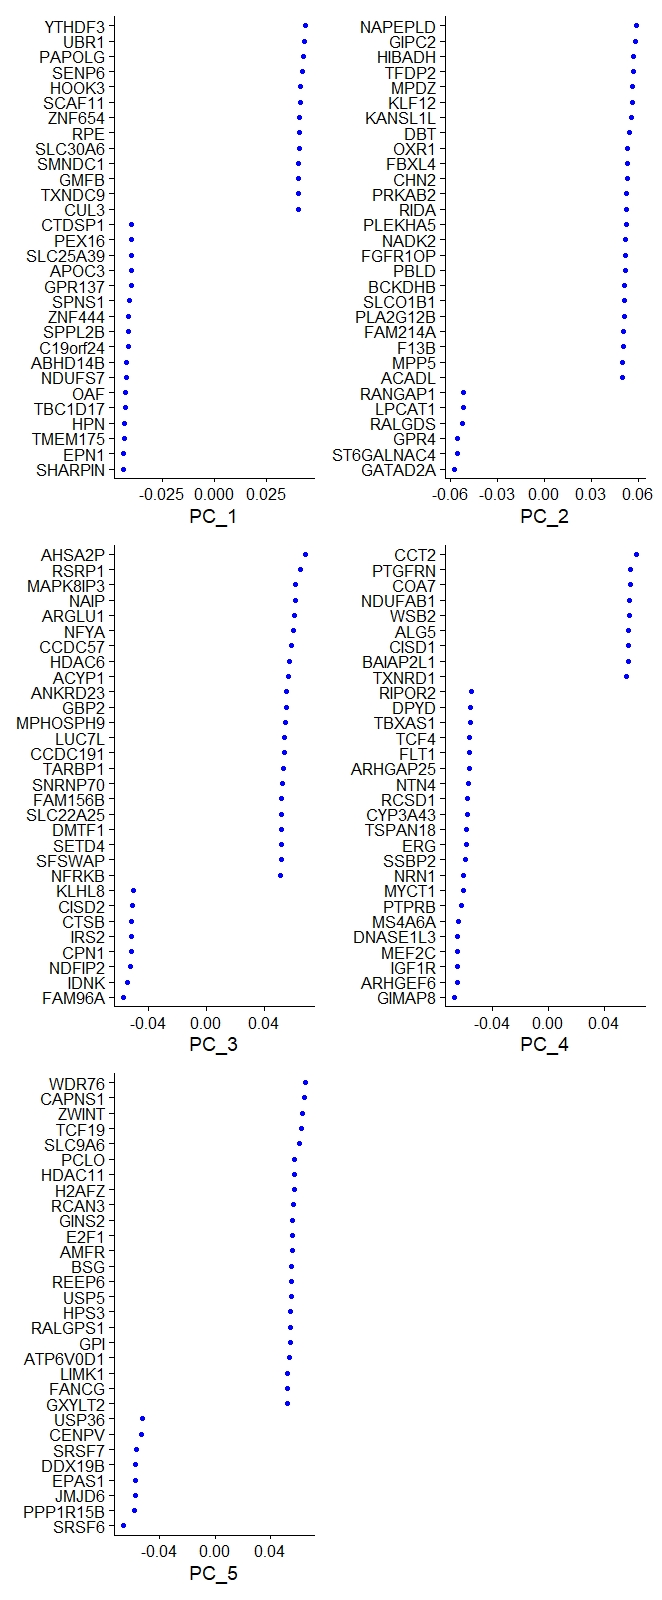 YTHDF3
UBR1
PAPOLG
SENP6
HOOK3
SCAF11
ZNF654
RPE
SLC30A6
SMNDC1
GMFB
TXNDC9
CUL3
CTDSP1
PEX16
SLC25A39
APOC3
GPR137
SPNS1
ZNF444
SPPL2B
C19orf24
ABHD14B
NDUFS7
OAF
TBC1D17
HPN
TMEM175
EPN1
SHARPIN
-0.025 0.000 0.025
PC_1
NAPEPLD
GIPC2
HIBADH
TFDP2
MPDZ
KLF12
KANSL1L
DBT
OXR1
FBXL4
CHN2
PRKAB2
RIDA
PLEKHA5
NADK2
FGFR1OP
PBLD
BCKDHB
SLCO1B1
PLA2G12B
FAM214A
F13B
MPP5
ACADL
RANGAP1
LPCAT1
RALGDS
GPR4
ST6GALNAC4
GATAD2A
-0.06 -0.03 0.00 0.03 0.06
PC_2
AHSA2P
RSRP1
MAPK8IP3
NAIP
ARGLU1
NFYA
CCDC57
HDAC6
ACYP1
ANKRD23
GBP2
MPHOSPH9
LUC7L
CCDC191
TARBP1
SNRNP70
FAM156B
SLC22A25
DMTF1
SETD4
SFSWAP
NFRKB
KLHL8
CISD2
CTSB
IRS2
CPN1
NDFIP2
IDNK
FAM96A
-0.04 0.00 0.04
PC_3
CCT2
PTGFRN
COA7
NDUFAB1
WSB2
ALG5
CISD1
BAIAP2L1
TXNRD1
RIPOR2
DPYD
TBXAS1
TCF4
FLT1
ARHGAP25
NTN4
RCSD1
CYP3A43
TSPAN18
ERG
SSBP2
NRN1
MYCT1
PTPRB
MS4A6A
DNASE1L3
MEF2C
IGF1R
ARHGEF6
GIMAP8
-0.04 0.00 0.04
PC_4
WDR76
CAPNS1
ZWINT
TCF19
SLC9A6
PCLO
HDAC11
H2AFZ
RCAN3
GINS2
E2F1
AMFR
BSG
REEP6
USP5
HPS3
RALGPS1
GPI
ATP6V0D1
LIMK1
FANCG
GXYLT2
USP36
CENPV
SRSF7
DDX19B
EPAS1
JMJD6
PPP1R15B
SRSF6
-0.04 0.00 0.04
PC_5